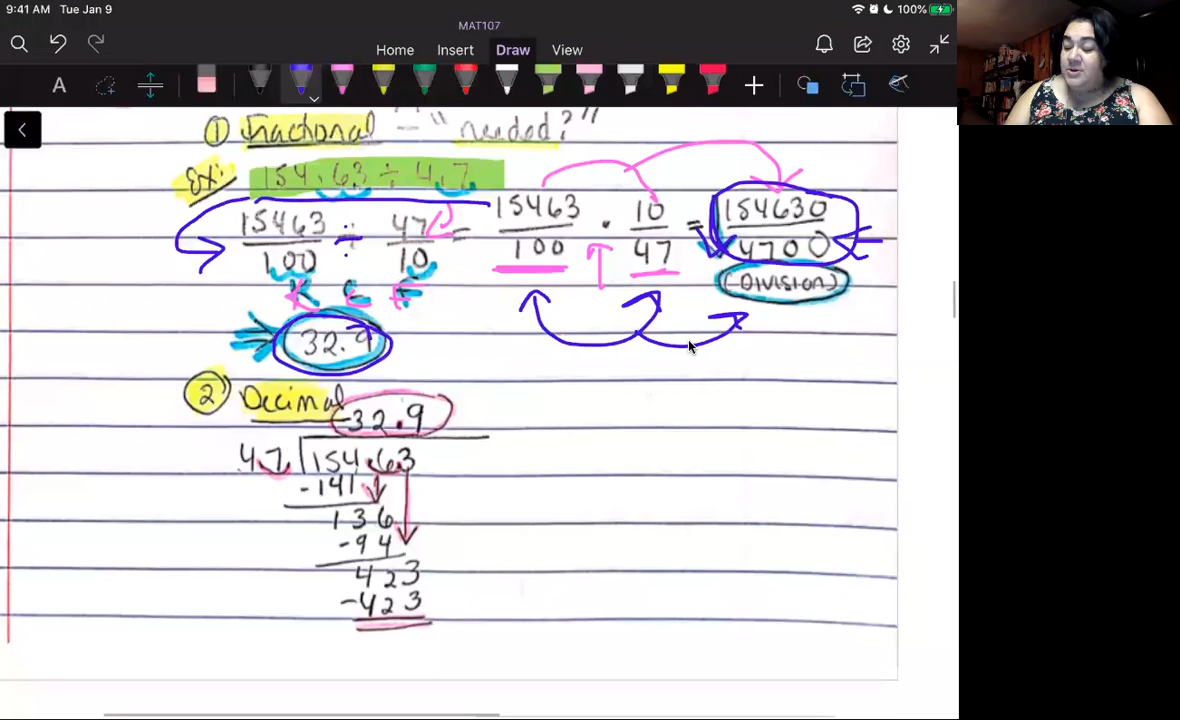 9:41 AM Tue Jan 9
100%
MAT107
Home Insert Draw View
A
① Fractional - "needed?"
Ex: 154.63 ÷ 4.7
15463/100 ÷ 47/10 = 15463/100 · 10/47 = 154630/4700
(DIVISION)
32.9
② Decimal
32.9
4.7 154.63
-141
136
-94
423
-423